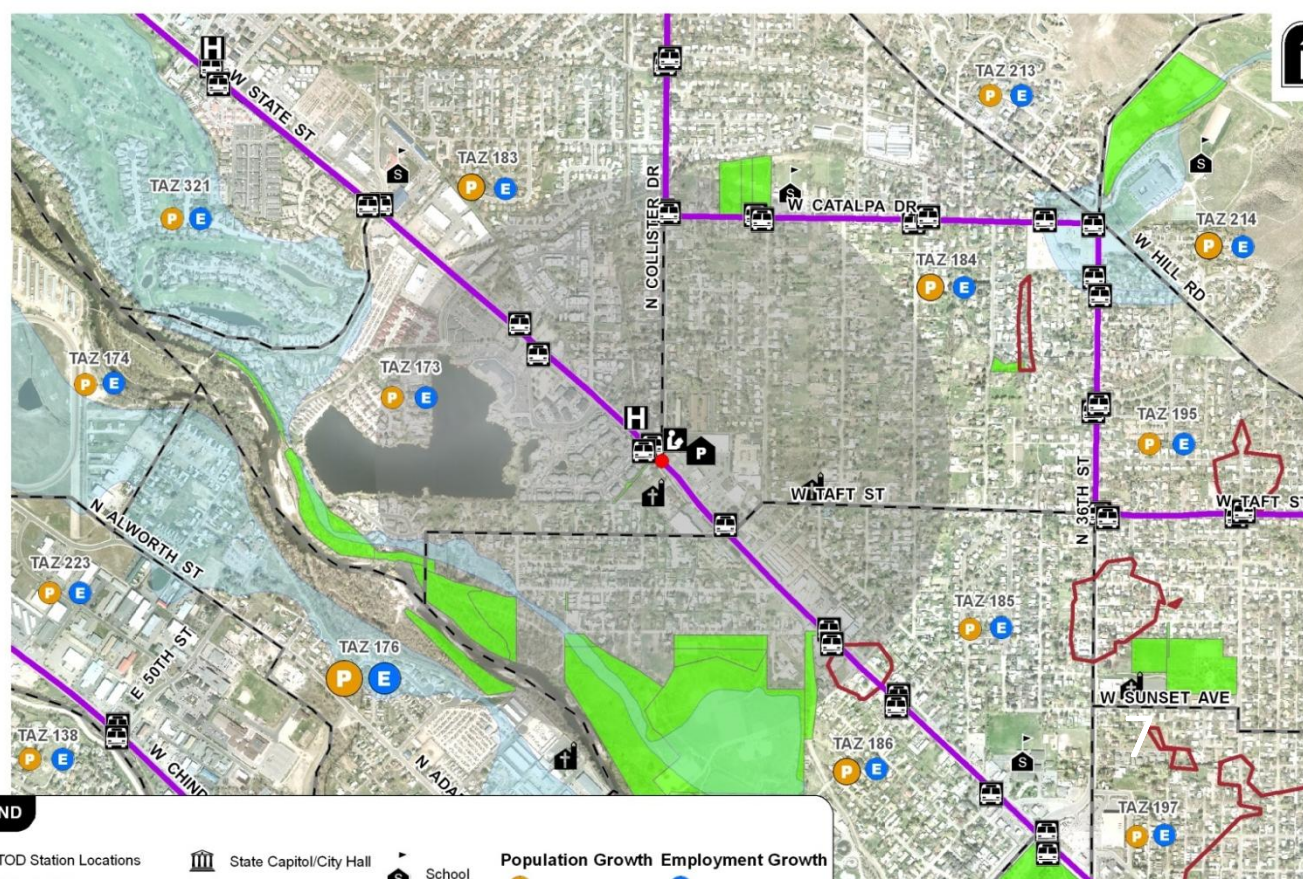 H
W STATE ST
TAZ 213
P E
TAZ 183
P E
S
S
S
TAZ 321
P E
N COLLISTER DR
W CATALPA DR
TAZ 214
P E
W HILL RD
TAZ 184
P E
TAZ 174
P E
TAZ 173
P E
H
P
TAZ 195
P E
W TAFT ST
N 36TH ST
W TAFT ST
N ALWORTH ST
TAZ 223
P E
E 50TH ST
TAZ 176
P E
TAZ 185
P E
W SUNSET AVE
7
TAZ 138
P E
W CHIND
TAZ 186
P E
S
TAZ 197
P E
ND
TOD Station Locations
State Capitol/City Hall
S
School
Population Growth Employment Growth